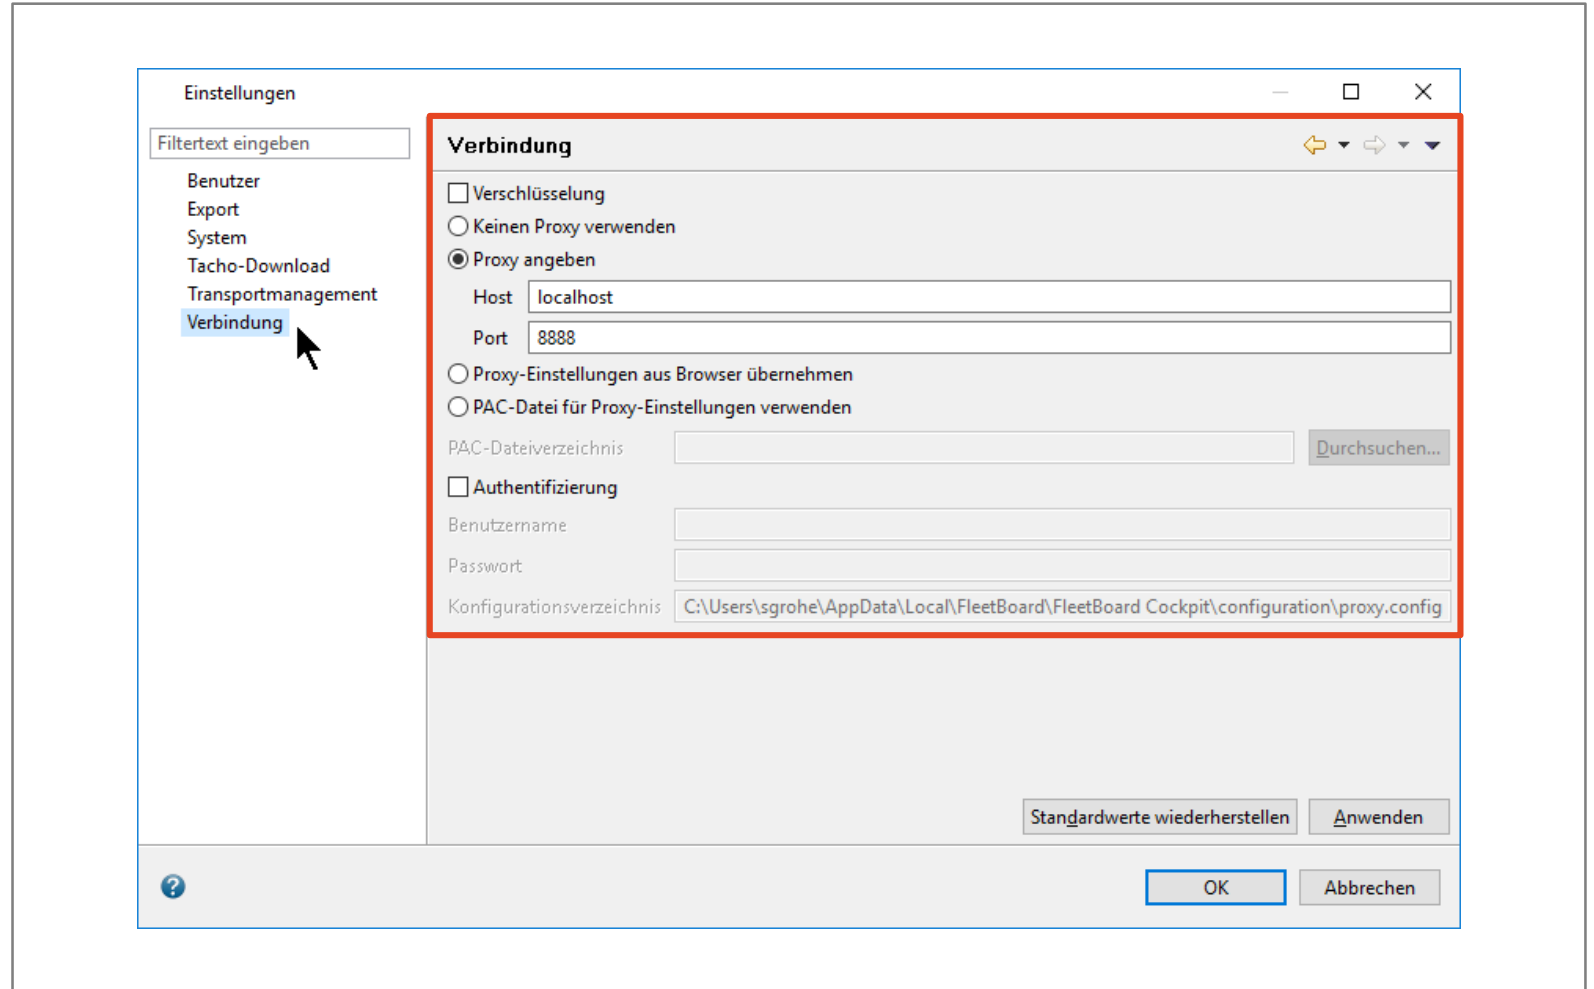 Einstellungen
Filtertext eingeben
Benutzer
Export
System
Tacho-Download
Transportmanagement
Verbindung
Verbindung
Verschlüsselung
Keinen Proxy verwenden
Proxy angeben
Host localhost
Port 8888
Proxy-Einstellungen aus Browser übernehmen
PAC-Datei für Proxy-Einstellungen verwenden
PAC-Dateiverzeichnis Durchsuchen...
Authentifizierung
Benutzername
Passwort
Konfigurationsverzeichnis C:\Users\sgrohe\AppData\Local\FleetBoard\FleetBoard Cockpit\configuration\proxy.config
Standardwerte wiederherstellen Anwenden
? OK Abbrechen